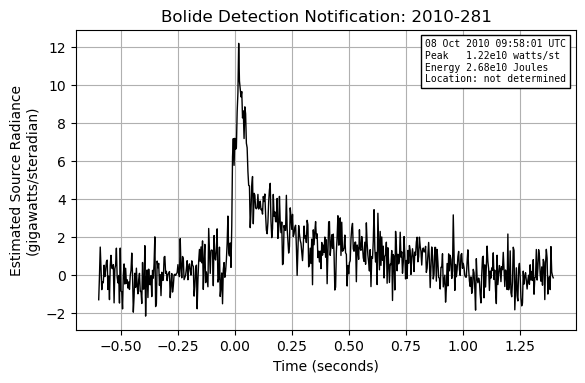 Bolide Detection Notification: 2010-281
08 Oct 2010 09:58:01 UTC
Peak   1.22e10 watts/st
Energy 2.68e10 Joules
Location: not determined
Estimated Source Radiance
(gigawatts/steradian)
12
10
8
6
4
2
0
−2
−0.50 −0.25 0.00 0.25 0.50 0.75 1.00 1.25
Time (seconds)